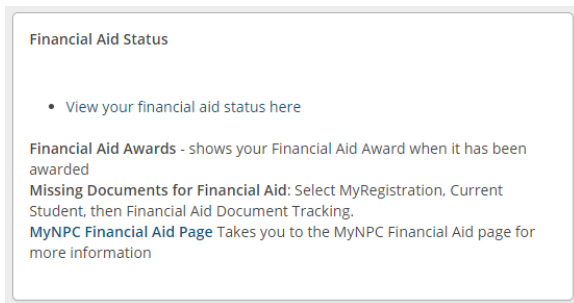 Financial Aid Status
• View your financial aid status here
Financial Aid Awards - shows your Financial Aid Award when it has been
awarded
Missing Documents for Financial Aid: Select MyRegistration, Current
Student, then Financial Aid Document Tracking.
MyNPC Financial Aid Page Takes you to the MyNPC Financial Aid page for
more information